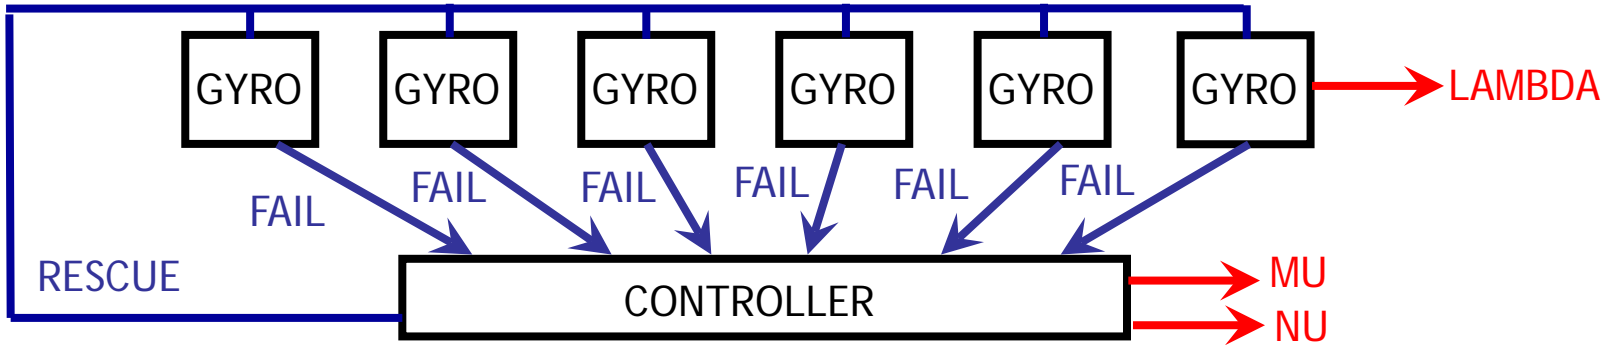 GYRO GYRO GYRO GYRO GYRO GYRO LAMBDA
FAIL FAIL FAIL FAIL FAIL FAIL
RESCUE
CONTROLLER
MU
NU